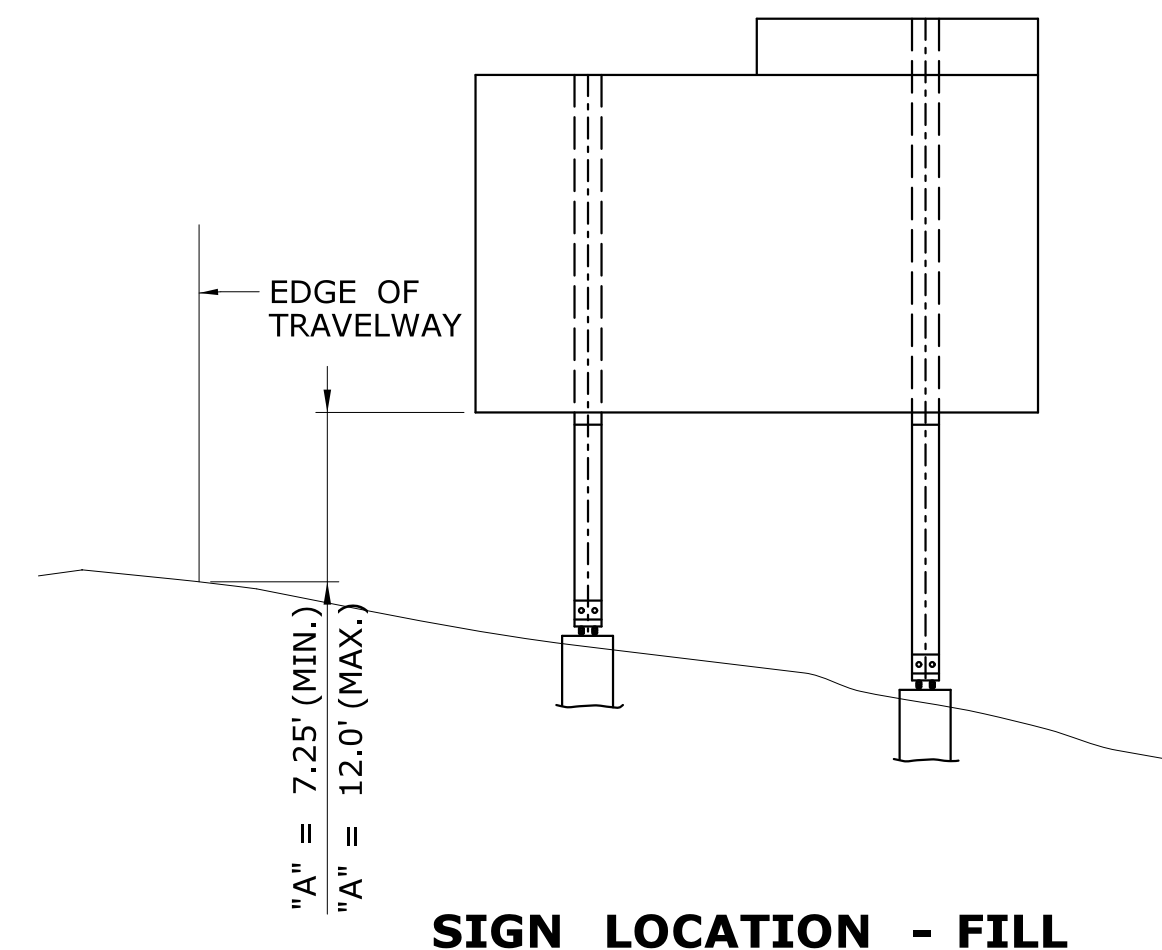 EDGE OF
TRAVELWAY
"A" = 7.25' (MIN.)
"A" = 12.0' (MAX.)
SIGN LOCATION - FILL